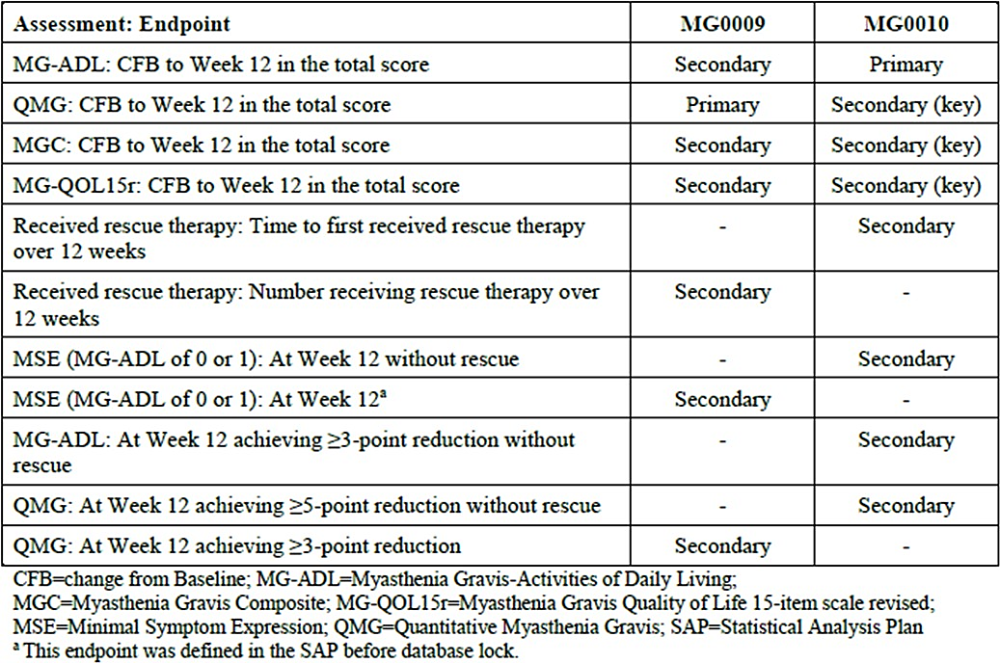 Assessment: Endpoint MG0009 MG0010
MG-ADL: CFB to Week 12 in the total score Secondary Primary
QMG: CFB to Week 12 in the total score Primary Secondary (key)
MGC: CFB to Week 12 in the total score Secondary Secondary (key)
MG-QOL15r: CFB to Week 12 in the total score Secondary Secondary (key)
Received rescue therapy: Time to first received rescue therapy - Secondary
over 12 weeks
Received rescue therapy: Number receiving rescue therapy over Secondary -
12 weeks
MSE (MG-ADL of 0 or 1): At Week 12 without rescue - Secondary
MSE (MG-ADL of 0 or 1): At Week 12ᵃ Secondary -
MG-ADL: At Week 12 achieving ≥3-point reduction without - Secondary
rescue
QMG: At Week 12 achieving ≥5-point reduction without rescue - Secondary
QMG: At Week 12 achieving ≥3-point reduction Secondary -
CFB=change from Baseline; MG-ADL=Myasthenia Gravis-Activities of Daily Living;
MGC=Myasthenia Gravis Composite; MG-QOL15r=Myasthenia Gravis Quality of Life 15-item scale revised;
MSE=Minimal Symptom Expression; QMG=Quantitative Myasthenia Gravis; SAP=Statistical Analysis Plan
ᵃ This endpoint was defined in the SAP before database lock.